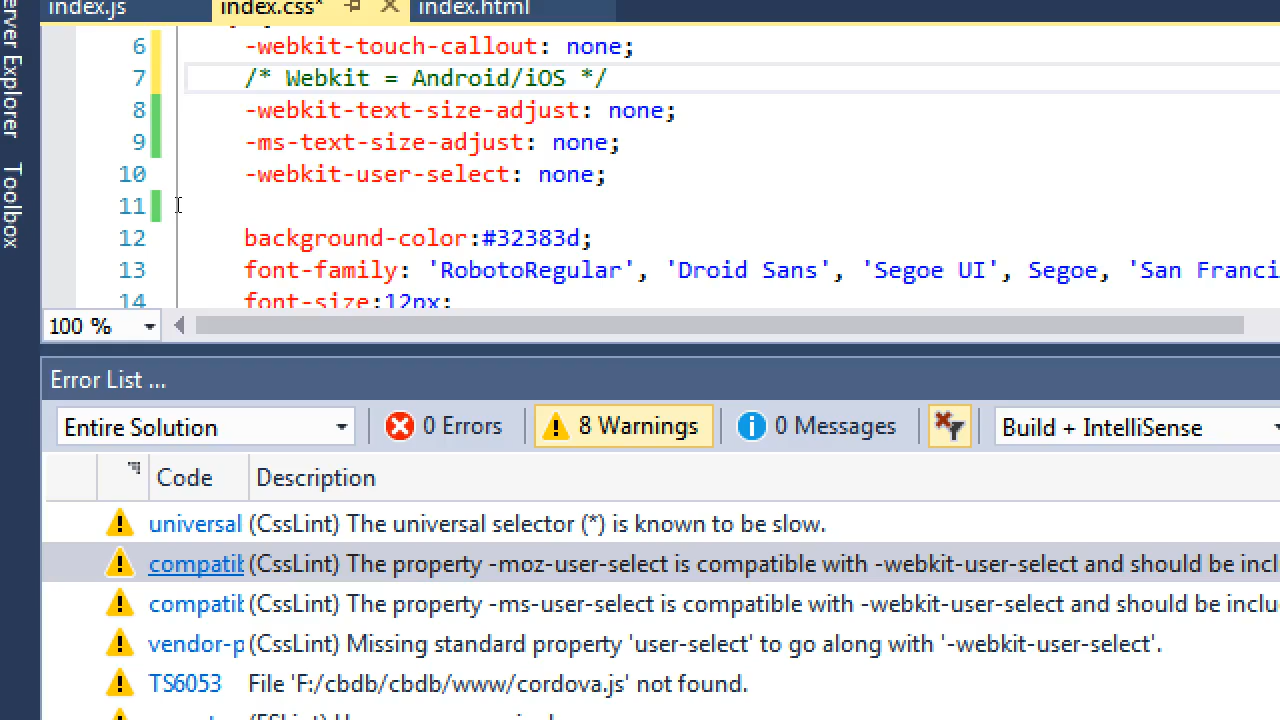 index.js
index.css*
index.html
erver Explorer
Toolbox
6 -webkit-touch-callout: none;
7 /* Webkit = Android/iOS */
8 -webkit-text-size-adjust: none;
9 -ms-text-size-adjust: none;
10 -webkit-user-select: none;
11
12 background-color:#32383d;
13 font-family: 'RobotoRegular', 'Droid Sans', 'Segoe UI', Segoe, 'San Franci
14 font-size:12px;
100 %
Error List ...
Entire Solution
0 Errors
8 Warnings
0 Messages
Build + IntelliSense
Code Description
universal (CssLint) The universal selector (*) is known to be slow.
compatib (CssLint) The property -moz-user-select is compatible with -webkit-user-select and should be incl
compatib (CssLint) The property -ms-user-select is compatible with -webkit-user-select and should be inclu
vendor-p (CssLint) Missing standard property 'user-select' to go along with '-webkit-user-select'.
TS6053 File 'F:/cbdb/cbdb/www/cordova.js' not found.